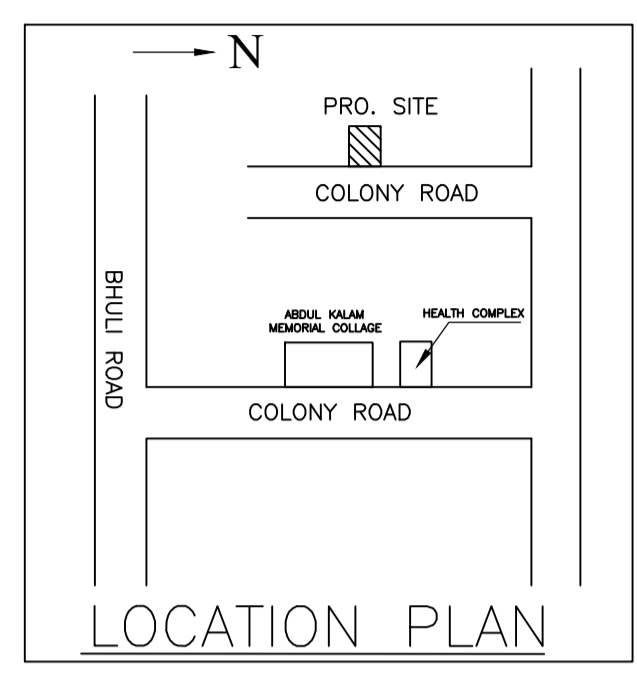 N
PRO. SITE
COLONY ROAD
BHULI ROAD
ABDUL KALAM
MEMORIAL COLLAGE
HEALTH COMPLEX
COLONY ROAD
LOCATION PLAN